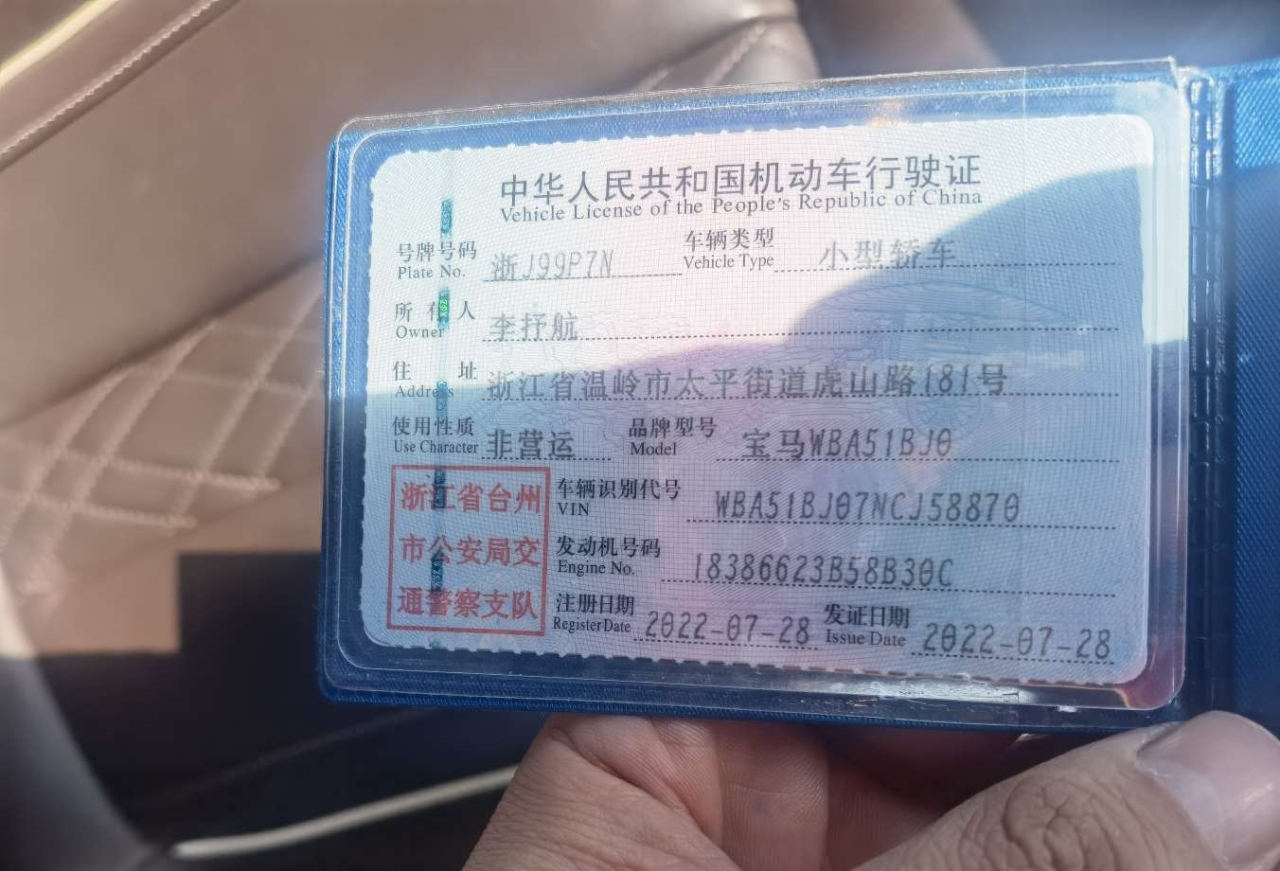 中华人民共和国机动车行驶证
Vehicle License of the People's Republic of China
号牌号码 浙J99P7N 车辆类型 小型轿车
Plate No. Vehicle Type
所有人 李抒航
Owner
住址 浙江省温岭市太平街道虎山路181号
Address
使用性质 非营运 品牌型号 宝马WBA51BJ0
Use Character Model
浙江省台州
市公安局交
通警察支队
车辆识别代号 WBA51BJ07NCJ58870
VIN
发动机号码 18386623B58B30C
Engine No.
注册日期 2022-07-28 发证日期 2022-07-28
Register Date Issue Date